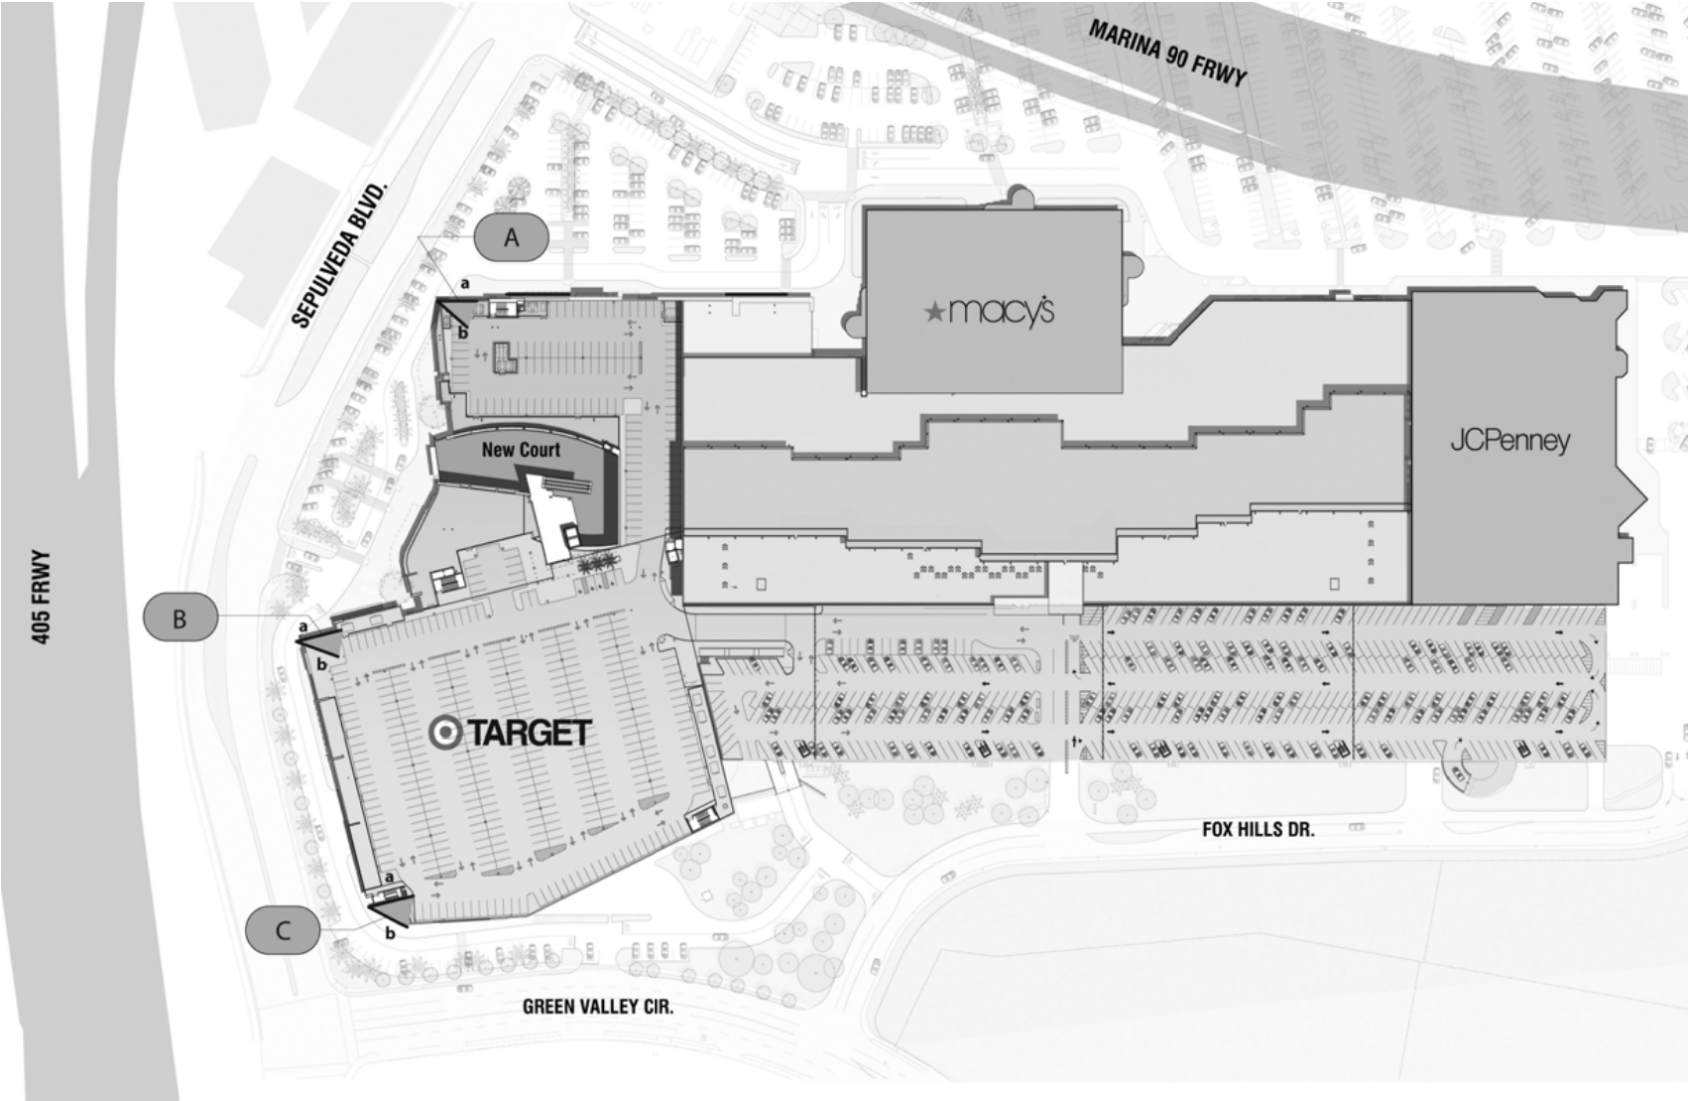 MARINA 90 FRWY
SEPULVEDA BLVD.
A
a
b
macy's
New Court
JCPenney
405 FRWY
B
a
b
TARGET
FOX HILLS DR.
a
C
b
GREEN VALLEY CIR.